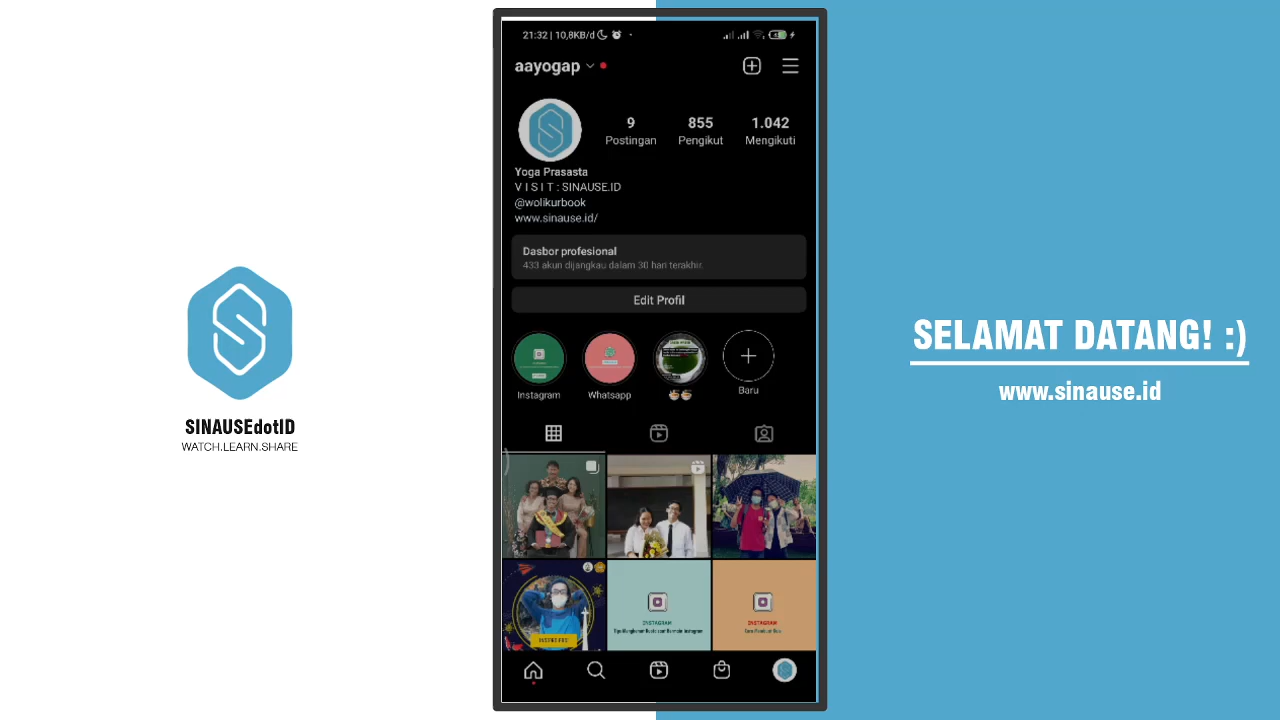 21:32 | 10,8KB/d
aayogap
9
Postingan
855
Pengikut
1.042
Mengikuti
Yoga Prasasta
V I S I T : SINAUSE.ID
@wolikurbook
www.sinause.id/
Dasbor profesional
433 akun dijangkau dalam 30 hari terakhir.
Edit Profil
Instagram
Whatsapp
Baru
INSTAGRAM
INSTAGRAM
SINAUSEdotID
WATCH.LEARN.SHARE
SELAMAT DATANG! :)
www.sinause.id